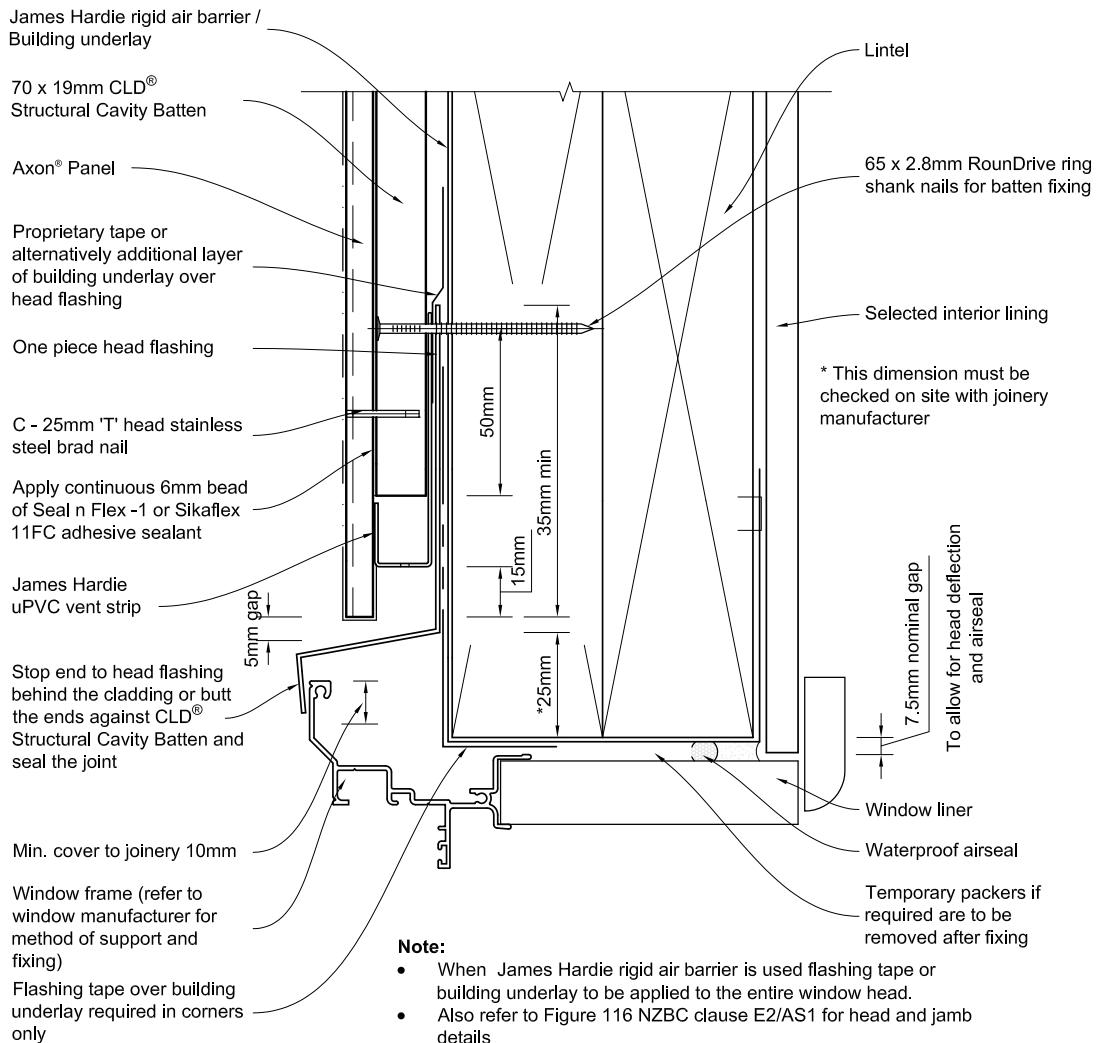 James Hardie rigid air barrier /
Building underlay
70 x 19mm CLD®
Structural Cavity Batten
Axon® Panel
Proprietary tape or
alternatively additional layer
of building underlay over
head flashing
One piece head flashing
C - 25mm 'T' head stainless
steel brad nail
Apply continuous 6mm bead
of Seal n Flex -1 or Sikaflex
11FC adhesive sealant
James Hardie
uPVC vent strip
Stop end to head flashing
behind the cladding or butt
the ends against CLD®
Structural Cavity Batten and
seal the joint
Min. cover to joinery 10mm
Window frame (refer to
window manufacturer for
method of support and
fixing)
Flashing tape over building
underlay required in corners
only
5mm gap
50mm
35mm min
15mm
*25mm
Lintel
65 x 2.8mm RounDrive ring
shank nails for batten fixing
Selected interior lining
* This dimension must be
checked on site with joinery
manufacturer
7.5mm nominal gap
To allow for head deflection
and airseal
Window liner
Waterproof airseal
Temporary packers if
required are to be
removed after fixing
Note:
• When James Hardie rigid air barrier is used flashing tape or
building underlay to be applied to the entire window head.
• Also refer to Figure 116 NZBC clause E2/AS1 for head and jamb
details